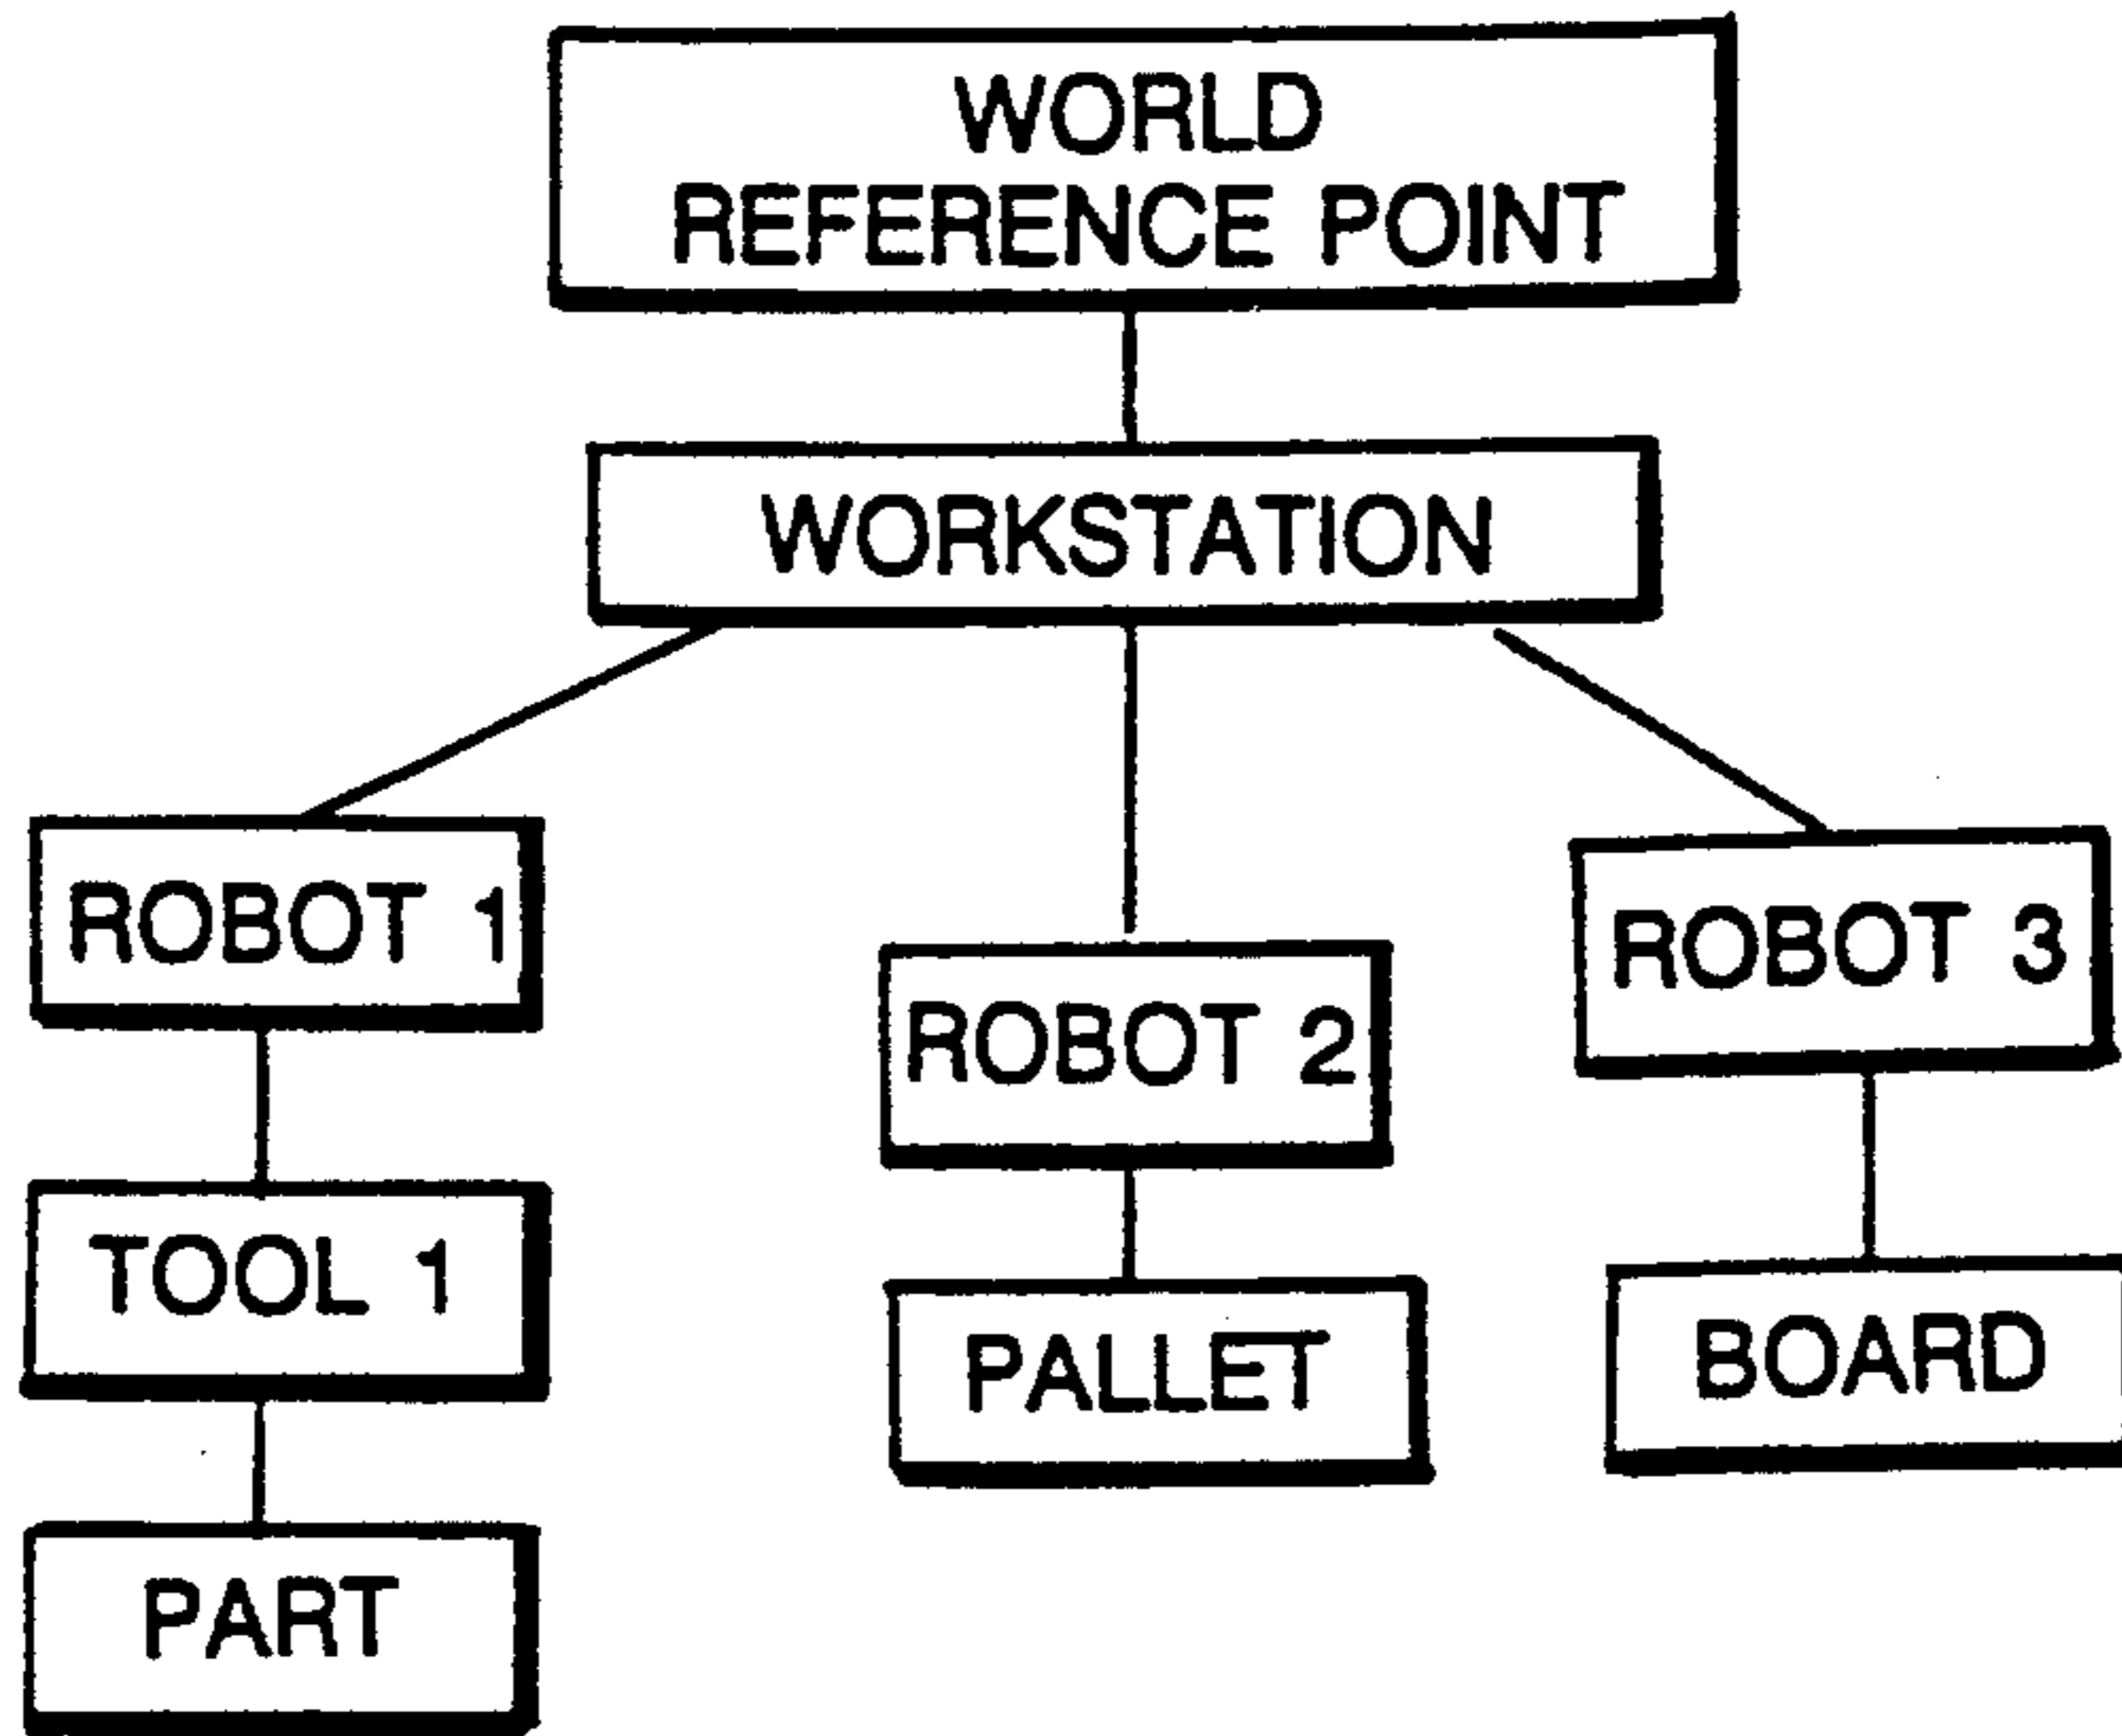 WORLD
REFERENCE POINT
WORKSTATION
ROBOT 1
ROBOT 2
ROBOT 3
TOOL 1
PALLET
BOARD
PART